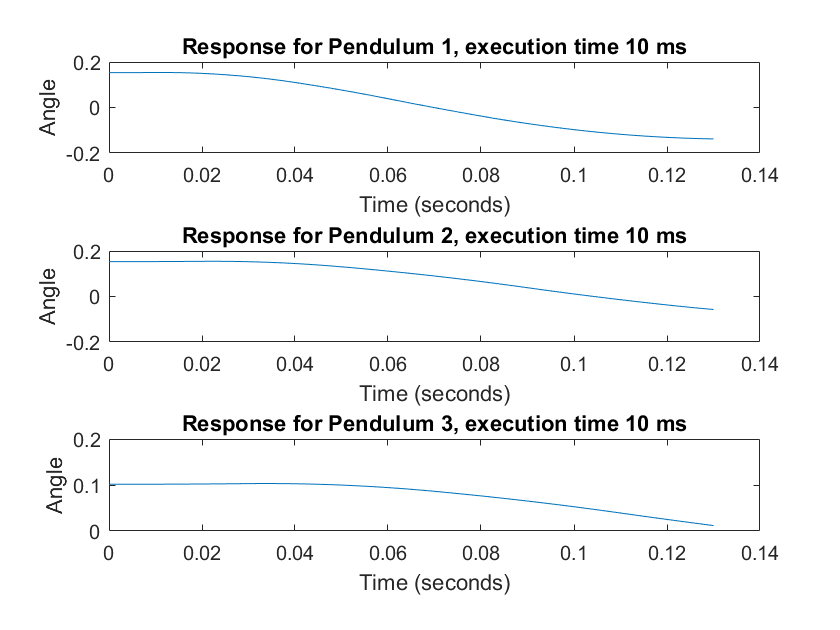 Response for Pendulum 1, execution time 10 ms
0.2
0
-0.2
Angle
0 0.02 0.04 0.06 0.08 0.1 0.12 0.14
Time (seconds)
Response for Pendulum 2, execution time 10 ms
0.2
0
-0.2
Angle
0 0.02 0.04 0.06 0.08 0.1 0.12 0.14
Time (seconds)
Response for Pendulum 3, execution time 10 ms
0.2
0.1
0
Angle
0 0.02 0.04 0.06 0.08 0.1 0.12 0.14
Time (seconds)